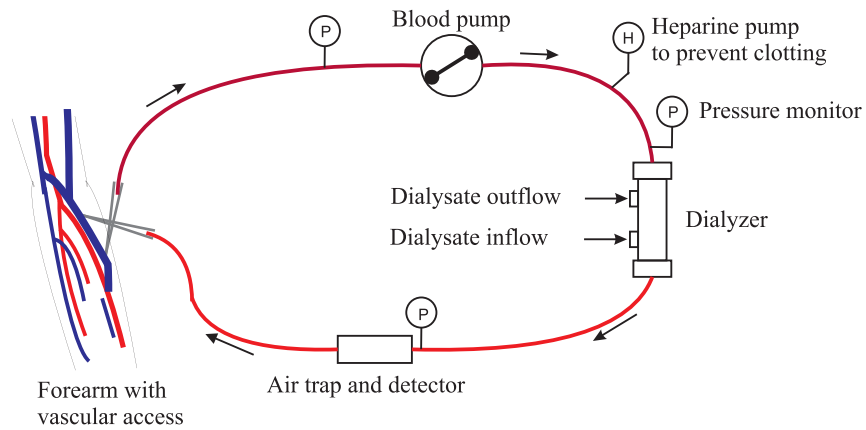 Blood pump
P
H
Heparine pump
to prevent clotting
P
Pressure monitor
Dialysate outflow
Dialyzer
Dialysate inflow
P
Air trap and detector
Forearm with
vascular access